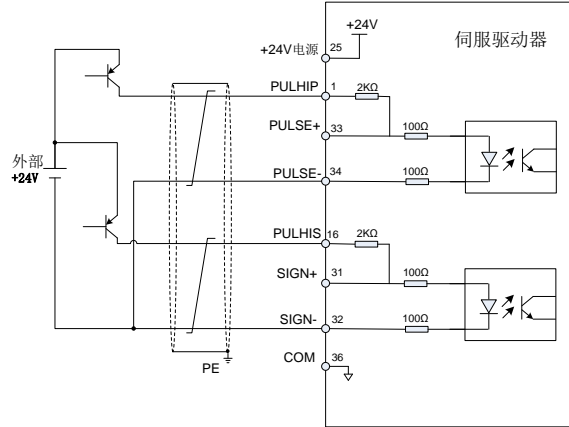 +24V
伺服驱动器
+24V电源
25
PULHIP
1
2KΩ
PULSE+
33
100Ω
外部
+24V
PULSE-
34
100Ω
PULHIS
16
2KΩ
SIGN+
31
100Ω
SIGN-
32
100Ω
COM
36
PE